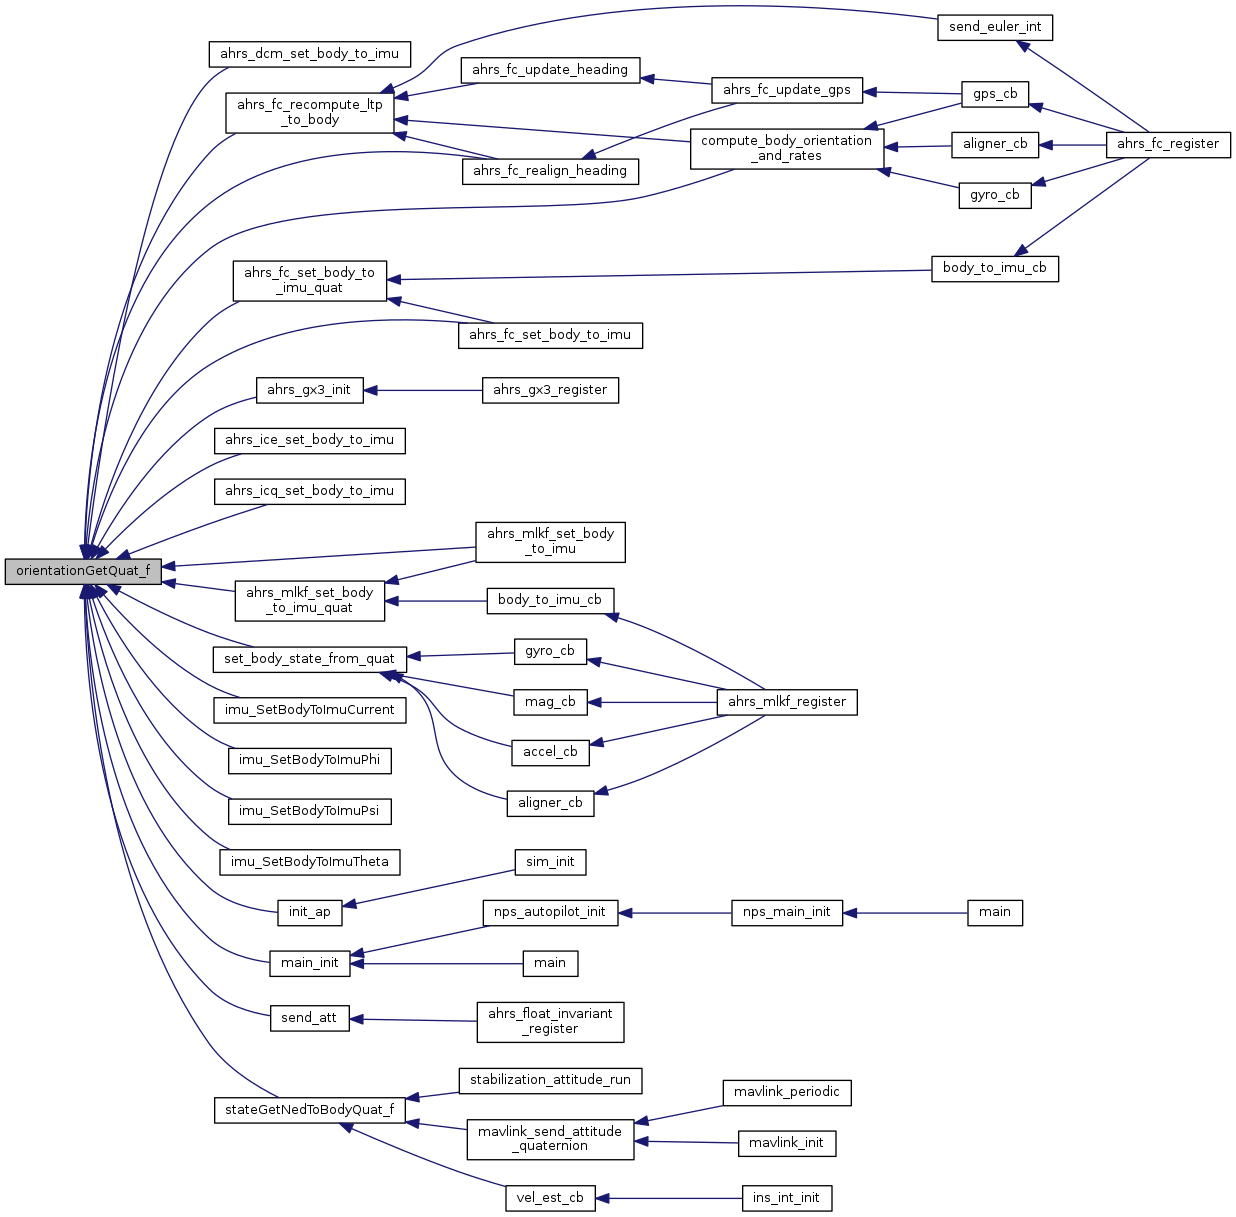 orientationGetQuat_f
ahrs_dcm_set_body_to_imu
ahrs_fc_recompute_ltp
_to_body
send_euler_int
ahrs_fc_update_heading
ahrs_fc_update_gps
gps_cb
compute_body_orientation
_and_rates
aligner_cb
ahrs_fc_register
ahrs_fc_realign_heading
gyro_cb
ahrs_fc_set_body_to
_imu_quat
body_to_imu_cb
ahrs_fc_set_body_to_imu
ahrs_gx3_init
ahrs_gx3_register
ahrs_ice_set_body_to_imu
ahrs_icq_set_body_to_imu
ahrs_mlkf_set_body
_to_imu
ahrs_mlkf_set_body
_to_imu_quat
body_to_imu_cb
set_body_state_from_quat
gyro_cb
mag_cb
ahrs_mlkf_register
accel_cb
aligner_cb
imu_SetBodyToImuCurrent
imu_SetBodyToImuPhi
imu_SetBodyToImuPsi
imu_SetBodyToImuTheta
init_ap
sim_init
main_init
nps_autopilot_init
nps_main_init
main
main
send_att
ahrs_float_invariant
_register
stateGetNedToBodyQuat_f
stabilization_attitude_run
mavlink_send_attitude
_quaternion
mavlink_periodic
mavlink_init
vel_est_cb
ins_int_init